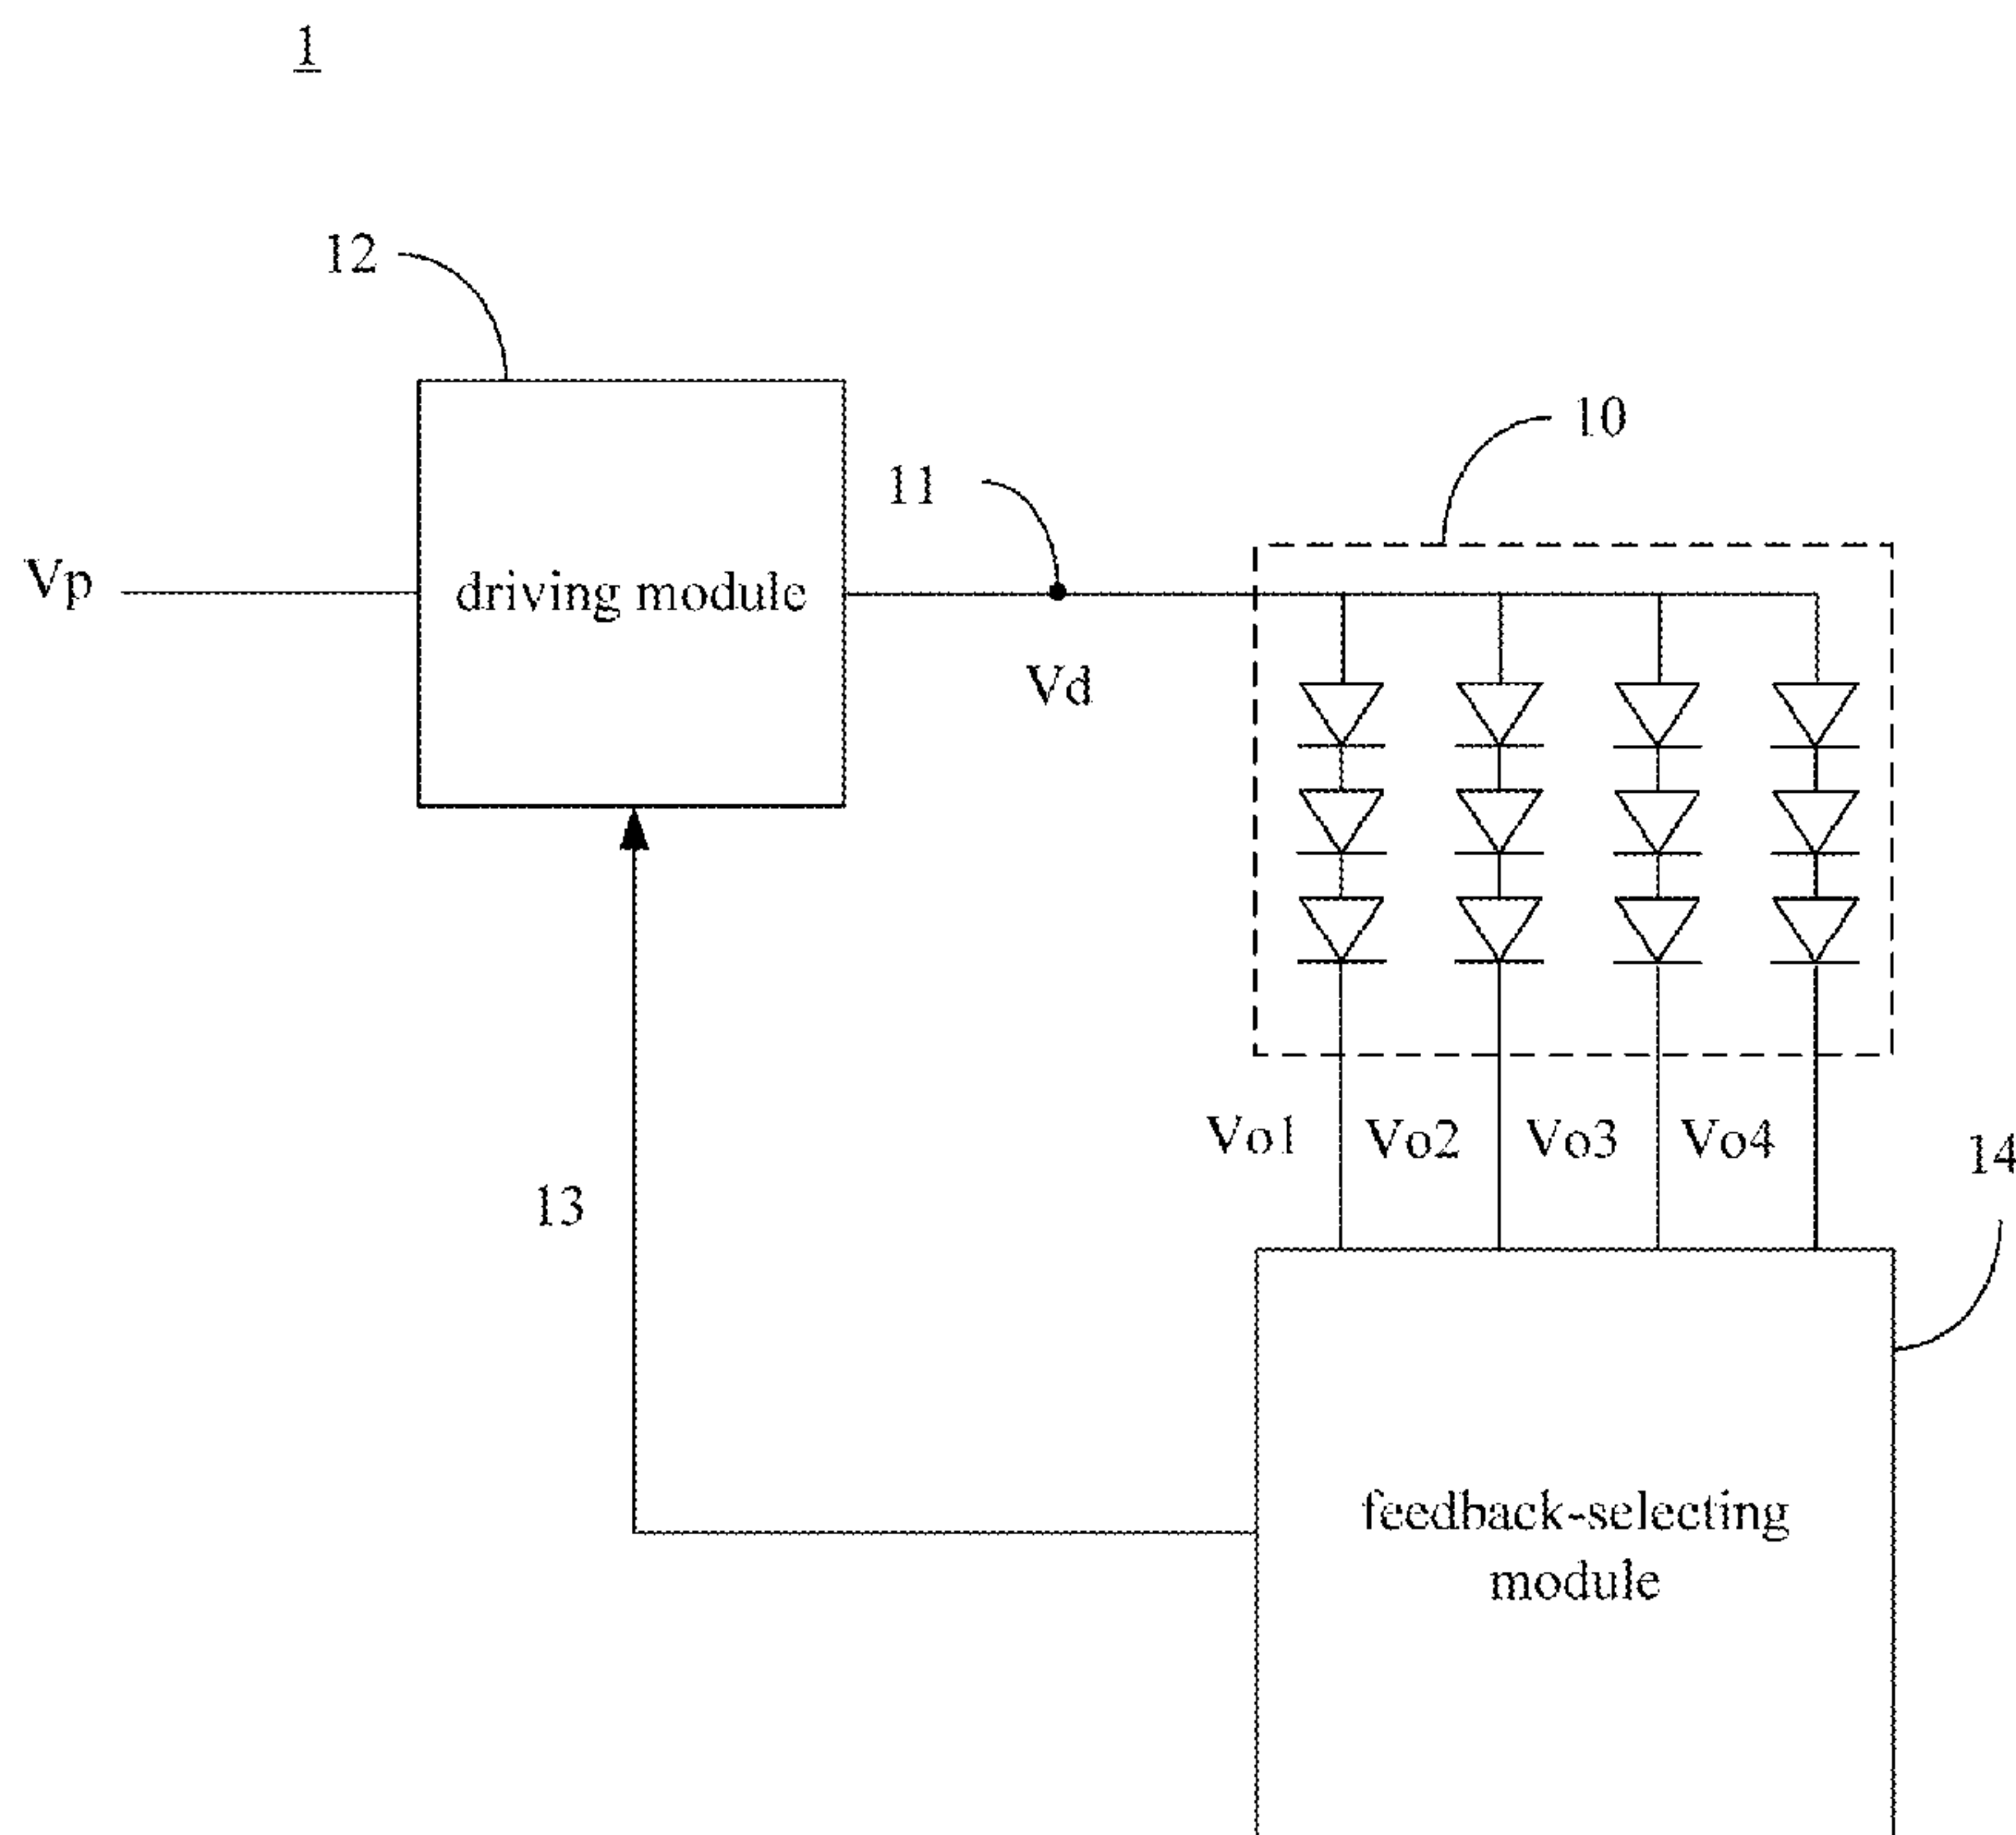 1
12
10
11
Vp
driving module
Vd
Vo1
Vo2
Vo3
Vo4
14
13
feedback-selecting
module